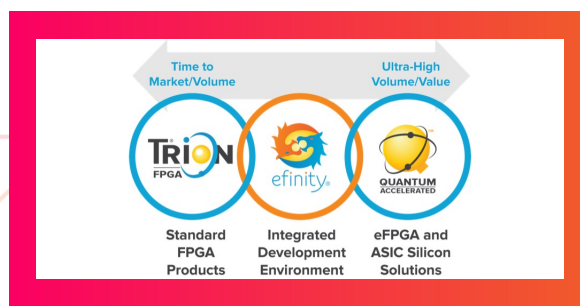 Time to
Market/Volume
Ultra-High
Volume/Value
TRION
FPGA
efinity
QUANTUM
ACCELERATED
Standard
FPGA
Products
Integrated
Development
Environment
eFPGA and
ASIC Silicon
Solutions